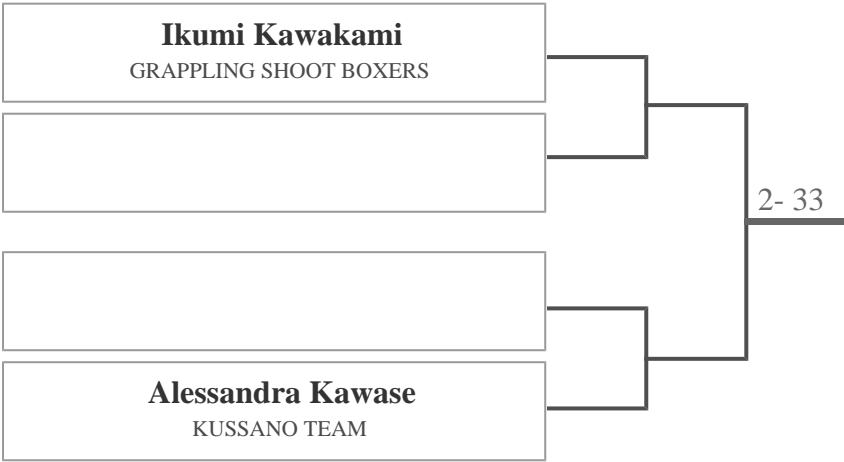 Ikumi Kawakami
GRAPPLING SHOOT BOXERS
2- 33
Alessandra Kawase
KUSSANO TEAM